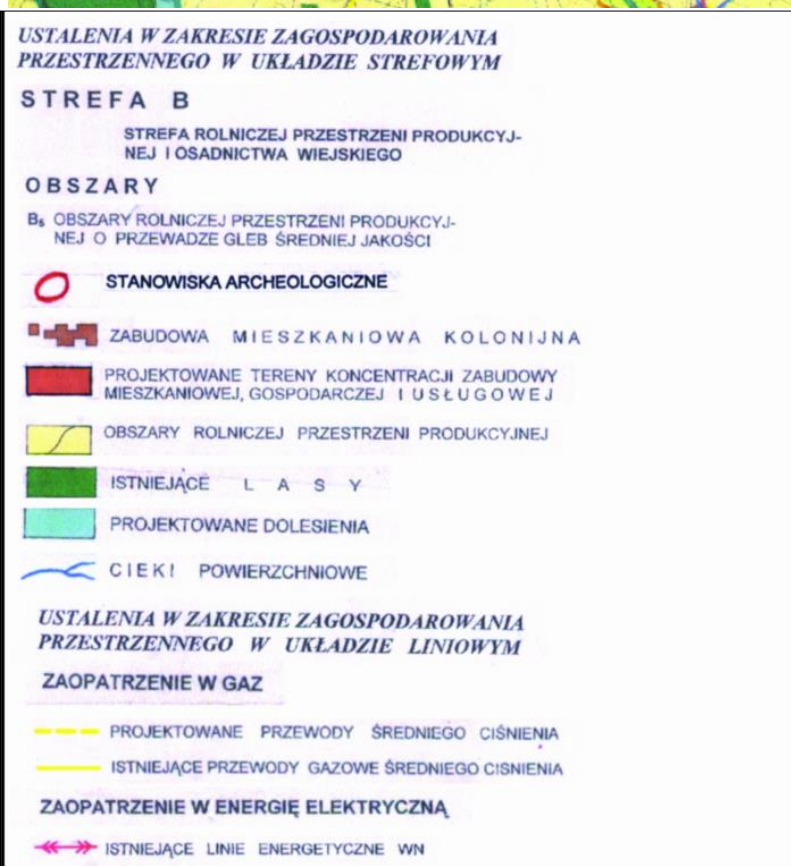 USTALENIA W ZAKRESIE ZAGOSPODAROWANIA
PRZESTRZENNEGO W UKŁADZIE STREFOWYM
STREFA B
STREFA ROLNICZEJ PRZESTRZENI PRODUKCYJ-
NEJ I OSADNICTWA WIEJSKIEGO
OBSZARY
B5 OBSZARY ROLNICZEJ PRZESTRZENI PRODUKCYJ-
NEJ O PRZEWADZE GLEB ŚREDNIEJ JAKOŚCI
STANOWISKA ARCHEOLOGICZNE
ZABUDOWA MIESZKANIOWA KOLONIJNA
PROJEKTOWANE TERENY KONCENTRACJI ZABUDOWY
MIESZKANIOWEJ, GOSPODARCZEJ I USŁUGOWEJ
OBSZARY ROLNICZEJ PRZESTRZENI PRODUKCYJNEJ
ISTNIEJĄCE L A S Y
PROJEKTOWANE DOLESIENIA
CIEKI POWIERZCHNIOWE
USTALENIA W ZAKRESIE ZAGOSPODAROWANIA
PRZESTRZENNEGO W UKŁADZIE LINIOWYM
ZAOPATRZENIE W GAZ
PROJEKTOWANE PRZEWODY ŚREDNIEGO CIŚNIENIA
ISTNIEJĄCE PRZEWODY GAZOWE ŚREDNIEGO CISNIENIA
ZAOPATRZENIE W ENERGIĘ ELEKTRYCZNĄ
ISTNIEJĄCE LINIE ENERGETYCZNE WN